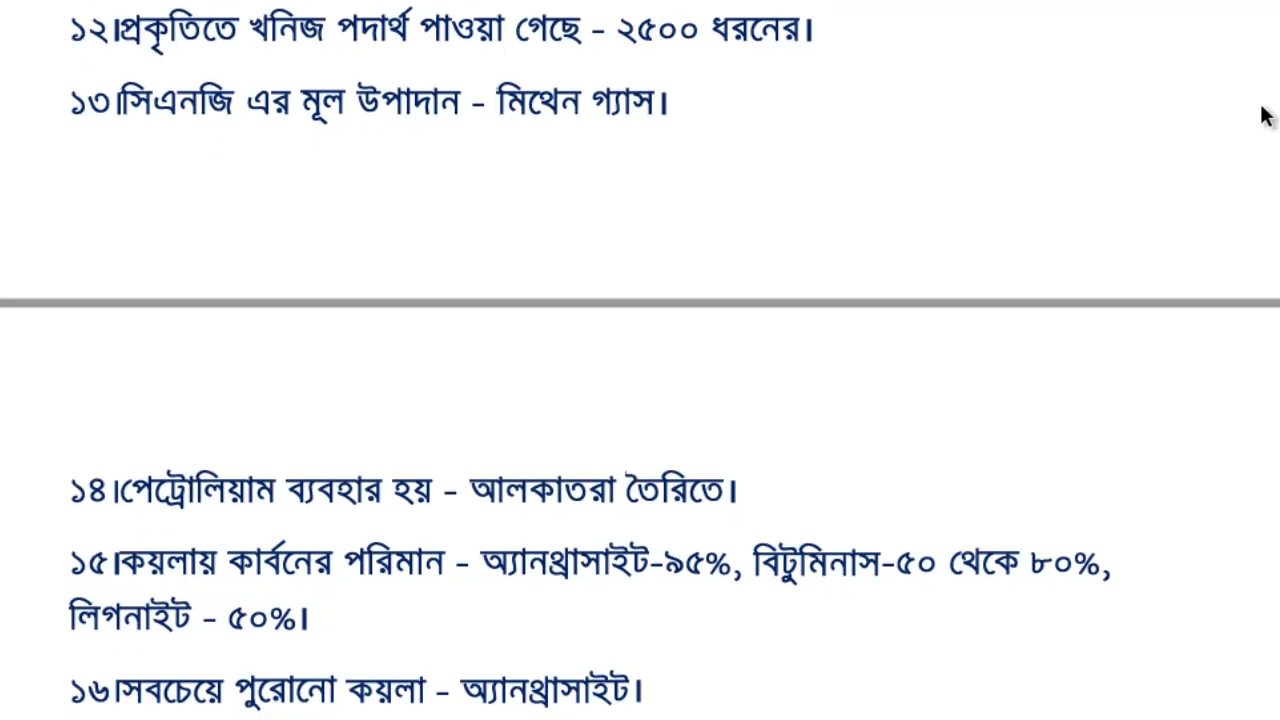 ১২।প্রকৃতিতে খনিজ পদার্থ পাওয়া গেছে - ২৫০০ ধরনের।
১৩।সিএনজি এর মূল উপাদান - মিথেন গ্যাস।
১৪।পেট্রোলিয়াম ব্যবহার হয় - আলকাতরা তৈরিতে।
১৫।কয়লায় কার্বনের পরিমান - অ্যানথ্রাসাইট-৯৫%, বিটুমিনাস-৫০ থেকে ৮০%,
লিগনাইট - ৫০%।
১৬।সবচেয়ে পুরোনো কয়লা - অ্যানথ্রাসাইট।